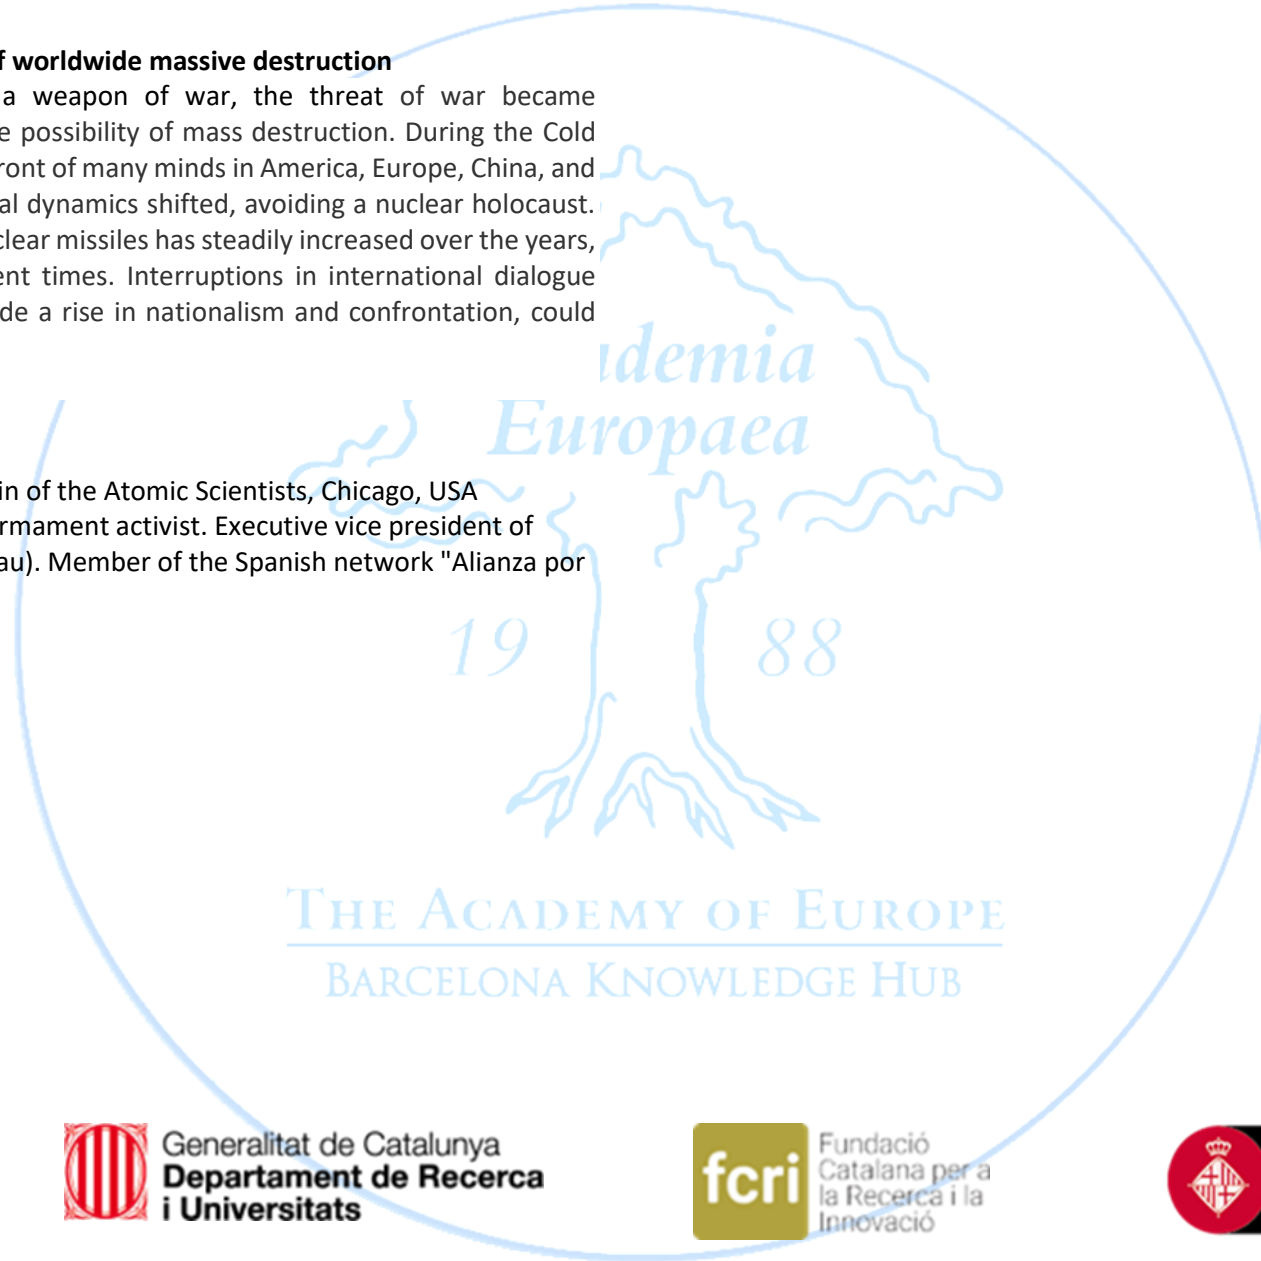 f worldwide massive destruction
a weapon of war, the threat of war became
e possibility of mass destruction. During the Cold
ront of many minds in America, Europe, China, and
al dynamics shifted, avoiding a nuclear holocaust.
clear missiles has steadily increased over the years,
ent times. Interruptions in international dialogue
de a rise in nationalism and confrontation, could
demia
Europaea
in of the Atomic Scientists, Chicago, USA
rmament activist. Executive vice president of
au). Member of the Spanish network "Alianza por
19 88
THE ACADEMY OF EUROPE
BARCELONA KNOWLEDGE HUB
Generalitat de Catalunya
Departament de Recerca
i Universitats
fcri
Fundació
Catalana per a
la Recerca i la
Innovació